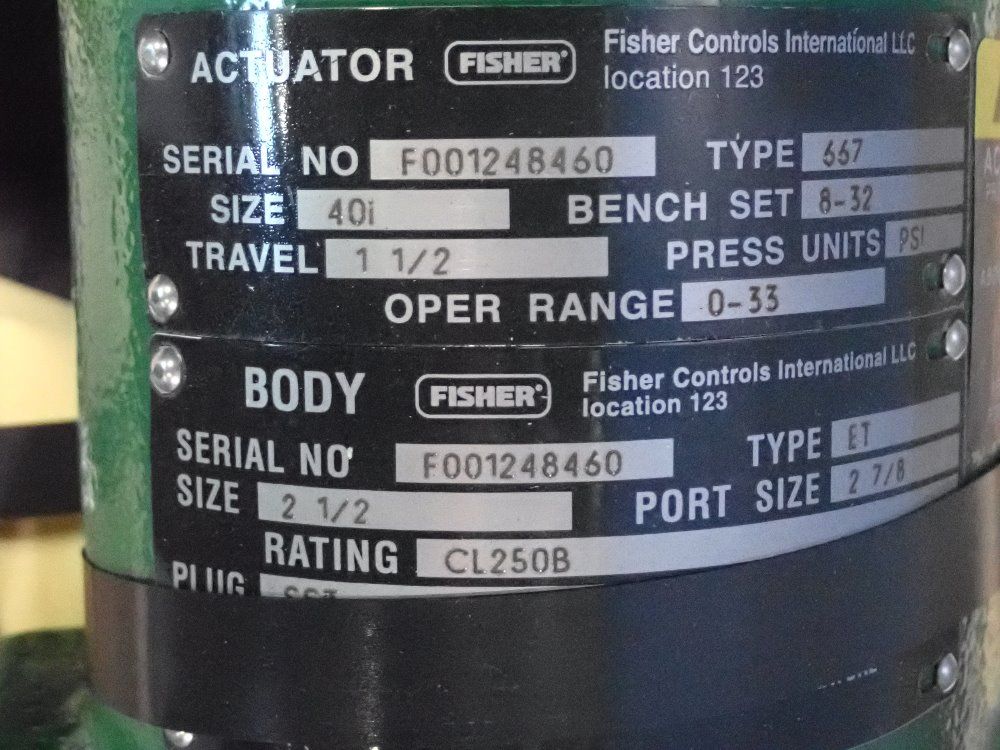 ACTUATOR FISHER Fisher Controls International LLC
location 123
SERIAL NO F001248460 TYPE 667
SIZE 40i BENCH SET 8-32
TRAVEL 1 1/2 PRESS UNITS PSI
OPER RANGE 0-33
BODY FISHER Fisher Controls International LLC
location 123
SERIAL NO F001248460 TYPE ET
SIZE 2 1/2 PORT SIZE 2 7/8
RATING CL250B
PLUG SST